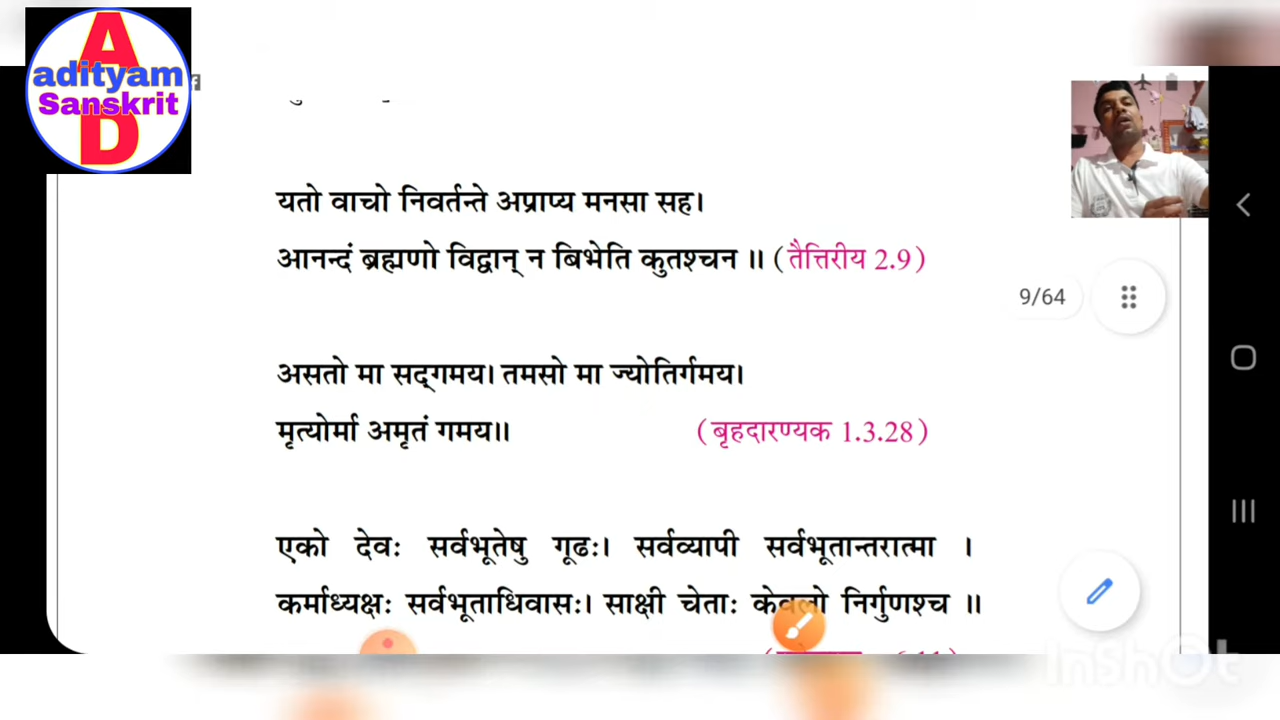 A
adityam
Sanskrit
D
यतो वाचो निवर्तन्ते अप्राप्य मनसा सह।
आनन्दं ब्रह्मणो विद्वान् न बिभेति कुतश्चन ॥ (तैत्तिरीय 2.9)
9/64
असतो मा सद्‌गमय। तमसो मा ज्योतिर्गमय।
मृत्योर्मा अमृतं गमय॥ (बृहदारण्यक 1.3.28)
एको देवः सर्वभूतेषु गूढः। सर्वव्यापी सर्वभूतान्तरात्मा ।
कर्माध्यक्षः सर्वभूताधिवासः। साक्षी चेताः केवलो निर्गुणश्च ॥
InShOt